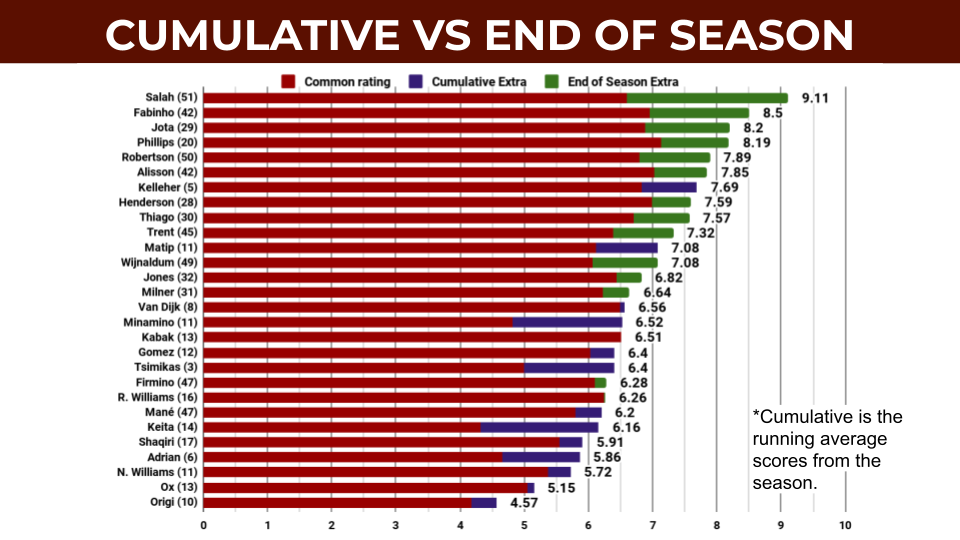 CUMULATIVE VS END OF SEASON
Common rating Cumulative Extra End of Season Extra
Salah (51) 9.11
Fabinho (42) 8.5
Jota (29) 8.2
Phillips (20) 8.19
Robertson (50) 7.89
Alisson (42) 7.85
Kelleher (5) 7.69
Henderson (28) 7.59
Thiago (30) 7.57
Trent (45) 7.32
Matip (11) 7.08
Wijnaldum (49) 7.08
Jones (32) 6.82
Milner (31) 6.64
Van Dijk (8) 6.56
Minamino (11) 6.52
Kabak (13) 6.51
Gomez (12) 6.4
Tsimikas (3) 6.4
Firmino (47) 6.28
R. Williams (16) 6.26
Mané (47) 6.2
Keita (14) 6.16
Shaqiri (17) 5.91
Adrian (6) 5.86
N. Williams (11) 5.72
Ox (13) 5.15
Origi (10) 4.57
0 1 2 3 4 5 6 7 8 9 10
*Cumulative is the
running average
scores from the
season.